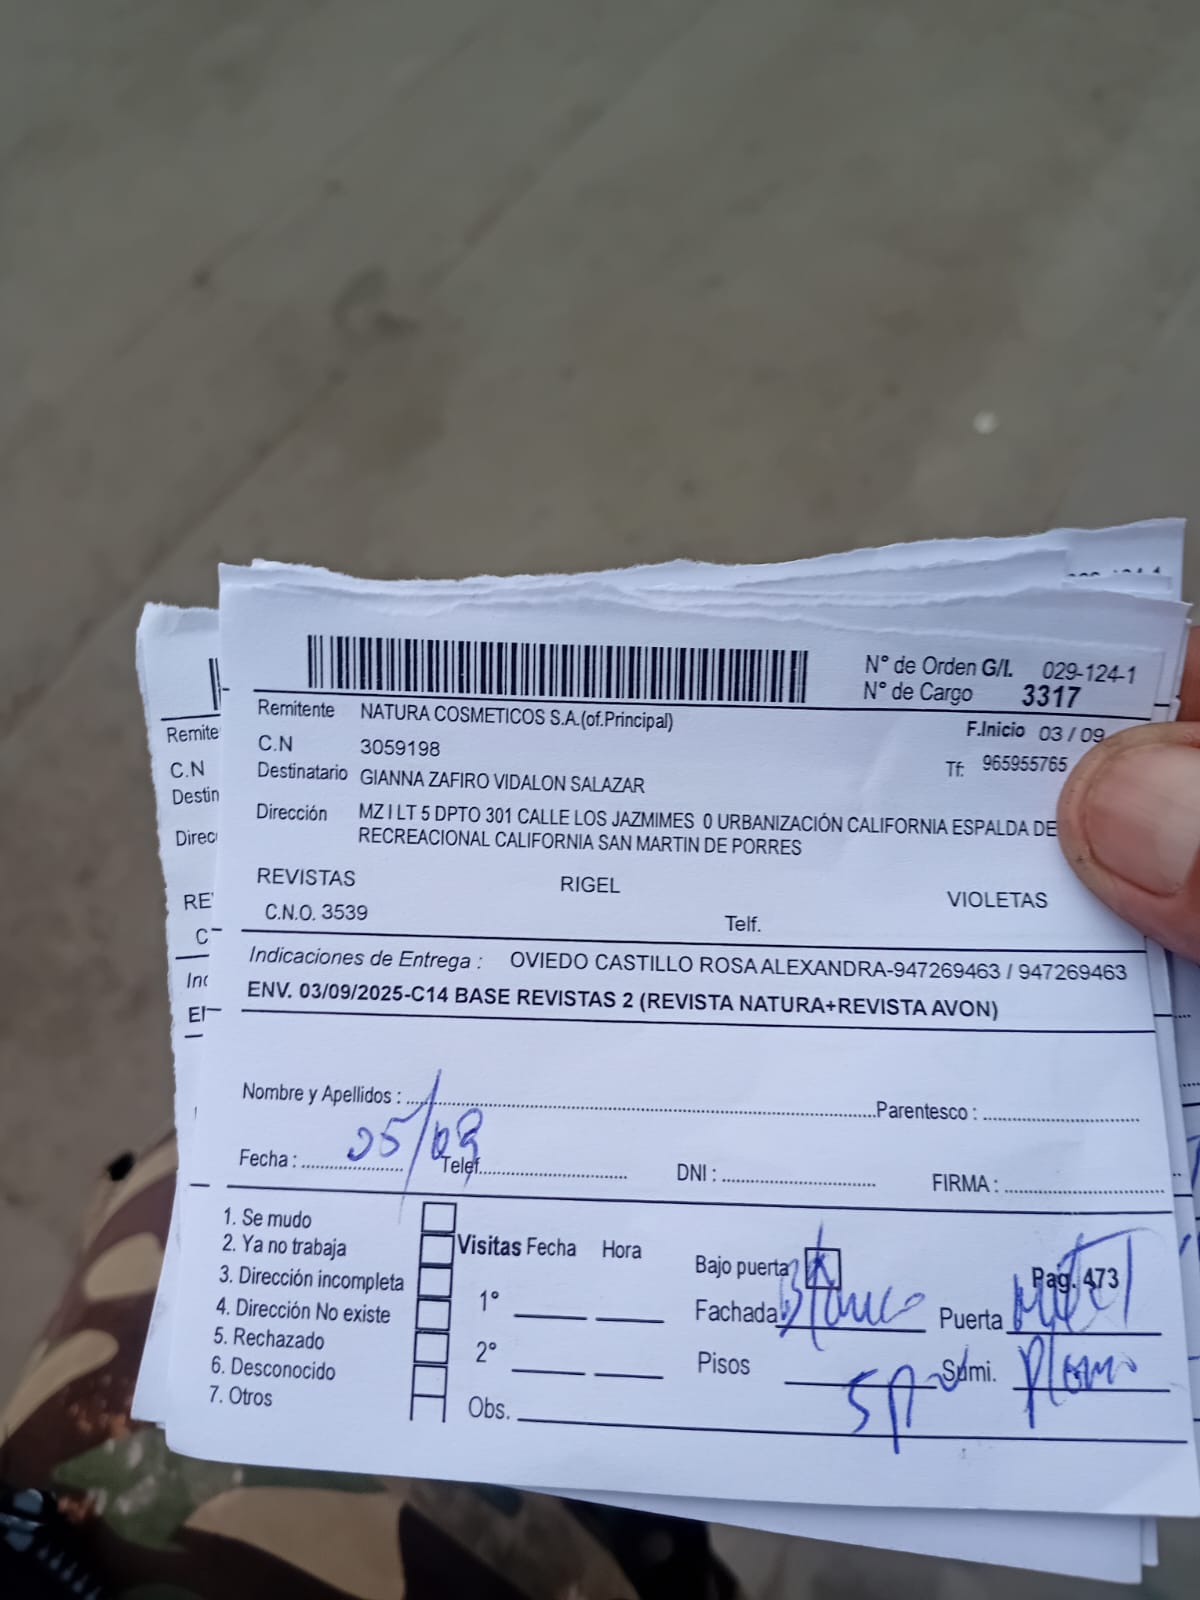 N° de Orden G/I. 029-124-1
N° de Cargo 3317
Remitente NATURA COSMETICOS S.A.(of.Principal)
F.Inicio 03 / 09
C.N 3059198
Tf: 965955765
Destinatario GIANNA ZAFIRO VIDALON SALAZAR
Dirección MZ I LT 5 DPTO 301 CALLE LOS JAZMIMES 0 URBANIZACIÓN CALIFORNIA ESPALDA DE
RECREACIONAL CALIFORNIA SAN MARTIN DE PORRES
REVISTAS RIGEL VIOLETAS
C.N.O. 3539 Telf.
Indicaciones de Entrega : OVIEDO CASTILLO ROSA ALEXANDRA-947269463 / 947269463
ENV. 03/09/2025-C14 BASE REVISTAS 2 (REVISTA NATURA+REVISTA AVON)
Nombre y Apellidos : Parentesco :
Fecha : 05/09 Telef. DNI : FIRMA :
1. Se mudo
2. Ya no trabaja
3. Dirección incompleta
4. Dirección No existe
5. Rechazado
6. Desconocido
7. Otros
Visitas Fecha Hora
1°
2°
Obs.
Bajo puerta Pag. 473
Fachada Blanco Puerta
Pisos 5p Sumi. Plomo
Remite
C.N
Destin
Direc